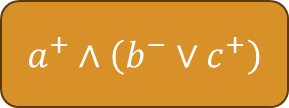 a⁺ ∧ (b⁻ ∨ c⁺)